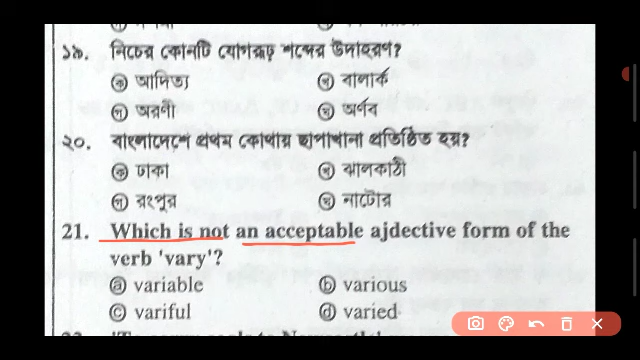 ১৯. নিচের কোনটি যোগরূঢ় শব্দের উদাহরণ?
ক আদিত্য খ বালার্ক
গ অরণী ঘ অর্ণব
২০. বাংলাদেশে প্রথম কোথায় ছাপাখানা প্রতিষ্ঠিত হয়?
ক ঢাকা খ ঝালকাঠী
গ রংপুর ঘ নাটোর
21. Which is not an acceptable ajdective form of the
verb 'vary'?
a variable b various
c variful d varied